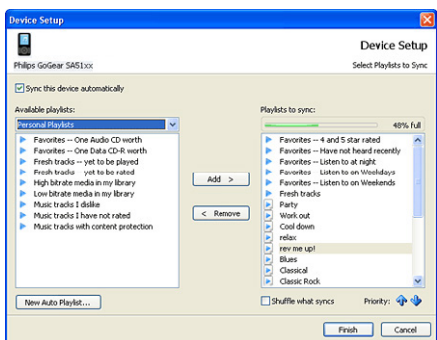 Device Setup
Device Setup
Philips GoGear SA51xx
Select Playlists to Sync
Sync this device automatically
Available playlists:
Personal Playlists
Favorites -- One Audio CD worth
Favorites -- One Data CD-R worth
Fresh tracks -- yet to be played
Fresh tracks -- yet to be rated
High bitrate media in my library
Low bitrate media in my library
Music tracks I dislike
Music tracks I have not rated
Music tracks with content protection
New Auto Playlist...
Add >
< Remove
Playlists to sync:
48% full
Favorites -- 4 and 5 star rated
Favorites -- Have not heard recently
Favorites -- Listen to at night
Favorites -- Listen to on Weekdays
Favorites -- Listen to on Weekends
Fresh tracks
Party
Work out
Cool down
relax
rev me up!
Blues
Classical
Classic Rock
Shuffle what syncs
Priority:
Finish
Cancel